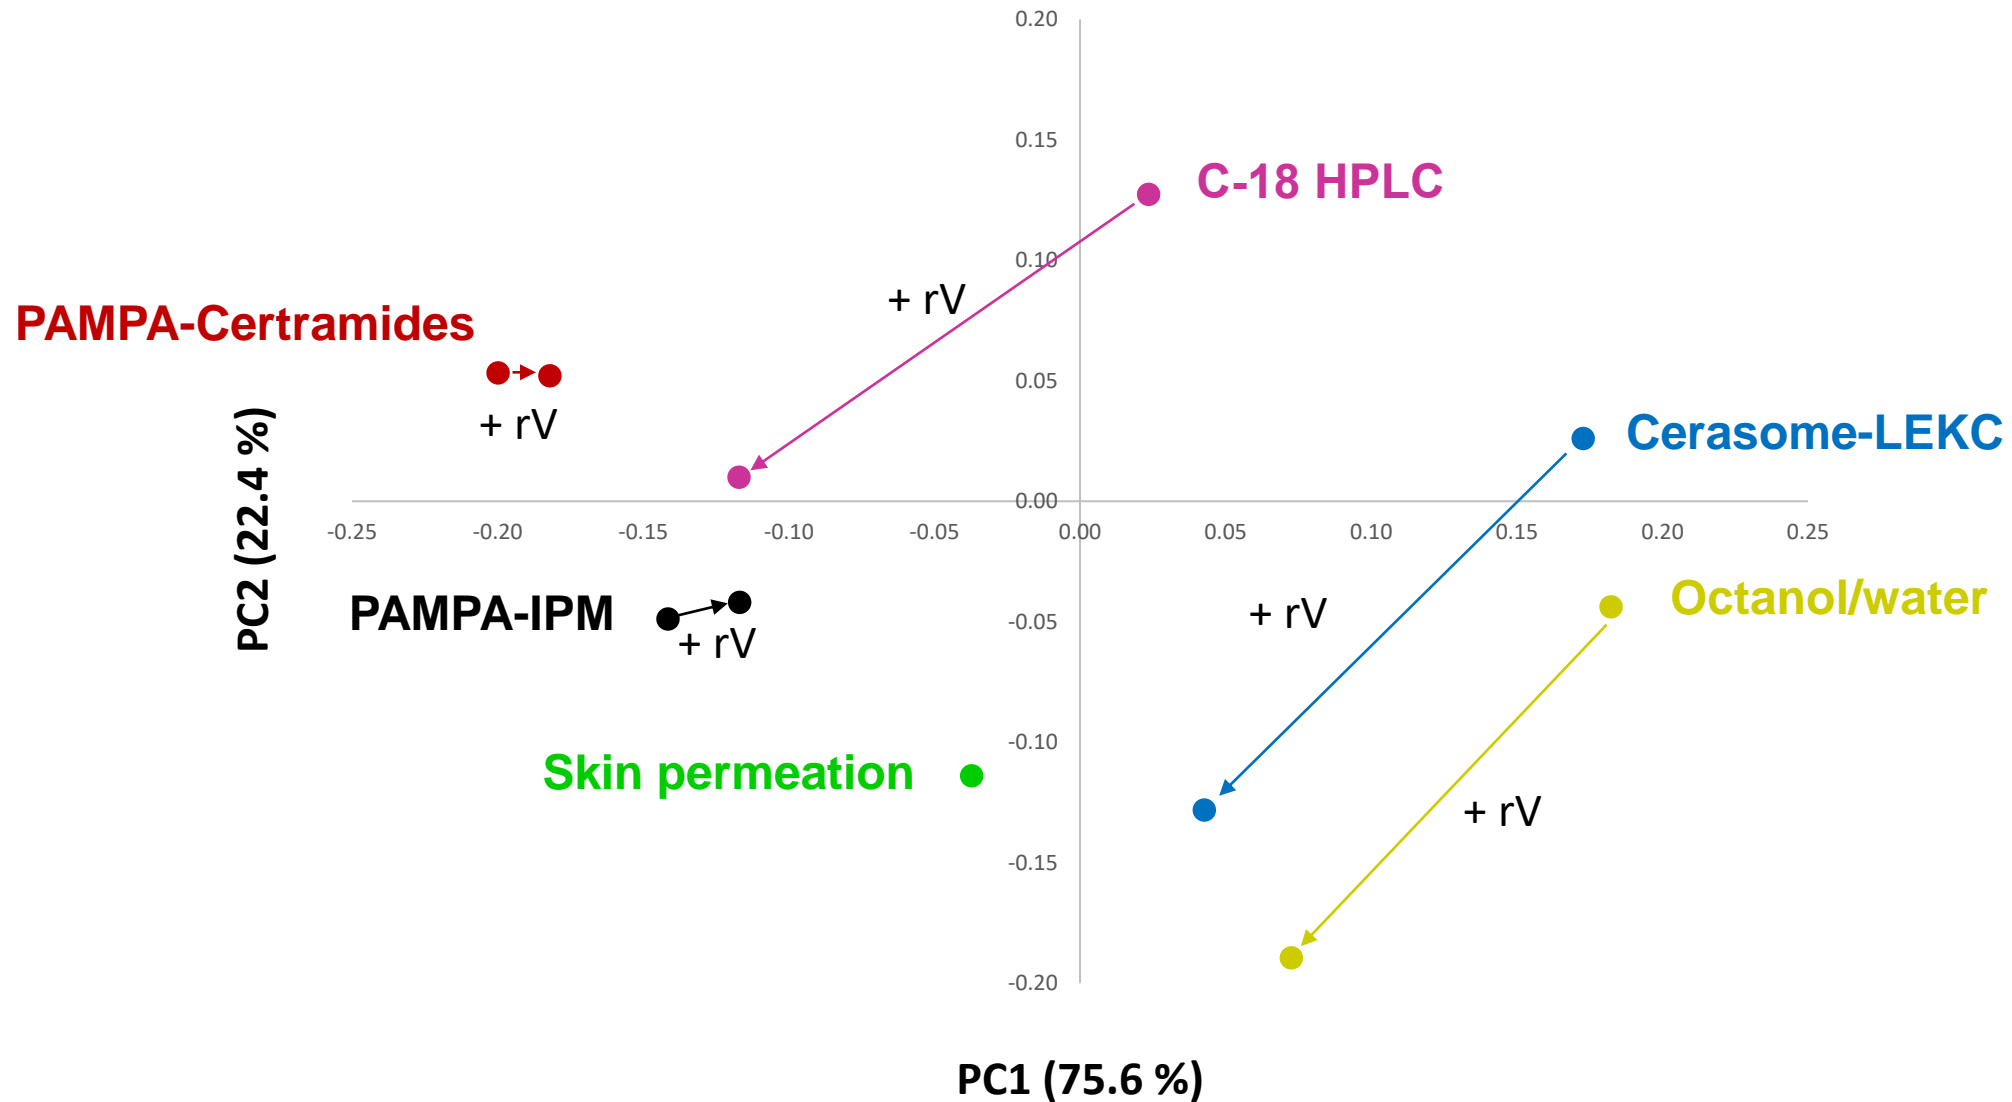 0.20
0.15
C-18 HPLC
0.10
+ rV
PAMPA-Certramides
0.05
+ rV
Cerasome-LEKC
PC2 (22.4 %)
0.00
-0.25 -0.20 -0.15 -0.10 -0.05 0.00 0.05 0.10 0.15 0.20 0.25
PAMPA-IPM
+ rV
+ rV
Octanol/water
-0.05
-0.10
Skin permeation
+ rV
-0.15
-0.20
PC1 (75.6 %)